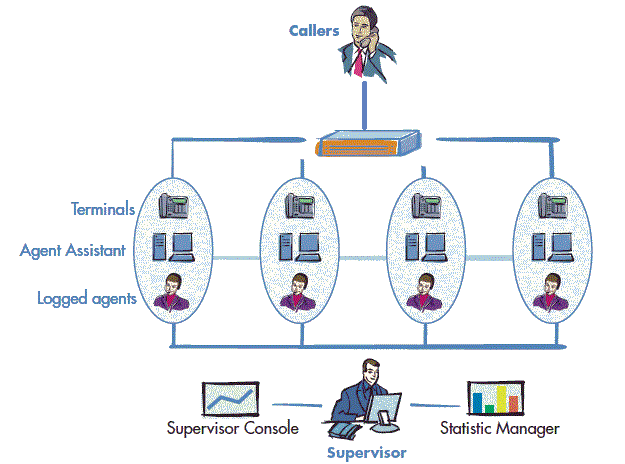 Callers
Terminals
Agent Assistant
Logged agents
Supervisor Console
Statistic Manager
Supervisor